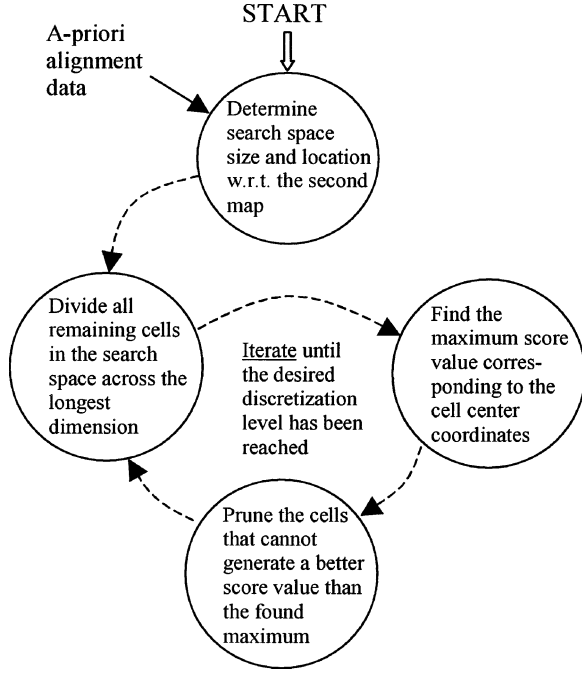 START
A-priori
alignment
data
Determine
search space
size and location
w.r.t. the second
map
Divide all
remaining cells
in the search
space across the
longest
dimension
Iterate until
the desired
discretization
level has been
reached
Find the
maximum score
value corres-
ponding to the
cell center
coordinates
Prune the cells
that cannot
generate a better
score value than
the found
maximum